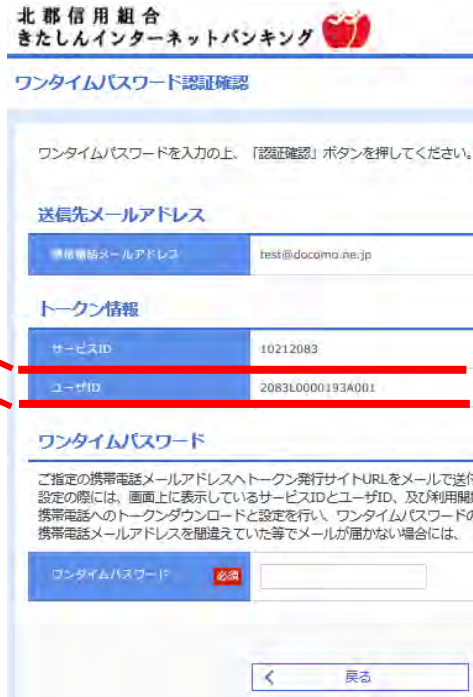 北郡信用組合
きたしんインターネットバンキング
ワンタイムパスワード認証確認
ワンタイムパスワードを入力の上、「認証確認」ボタンを押してください。
送信先メールアドレス
携帯電話メールアドレス
test@docomo.ne.jp
トークン情報
サービスID
10212083
ユーザID
2083L0000193A001
ワンタイムパスワード
ご指定の携帯電話メールアドレスへトークン発行サイトURLをメールで送付
設定の際には、画面上に表示しているサービスIDとユーザID、及び利用開
携帯電話へのトークンダウンロードと設定を行い、ワンタイムパスワードの
携帯電話メールアドレスを間違えていた等でメールが届かない場合には、
ワンタイムパスワード
必須
戻る